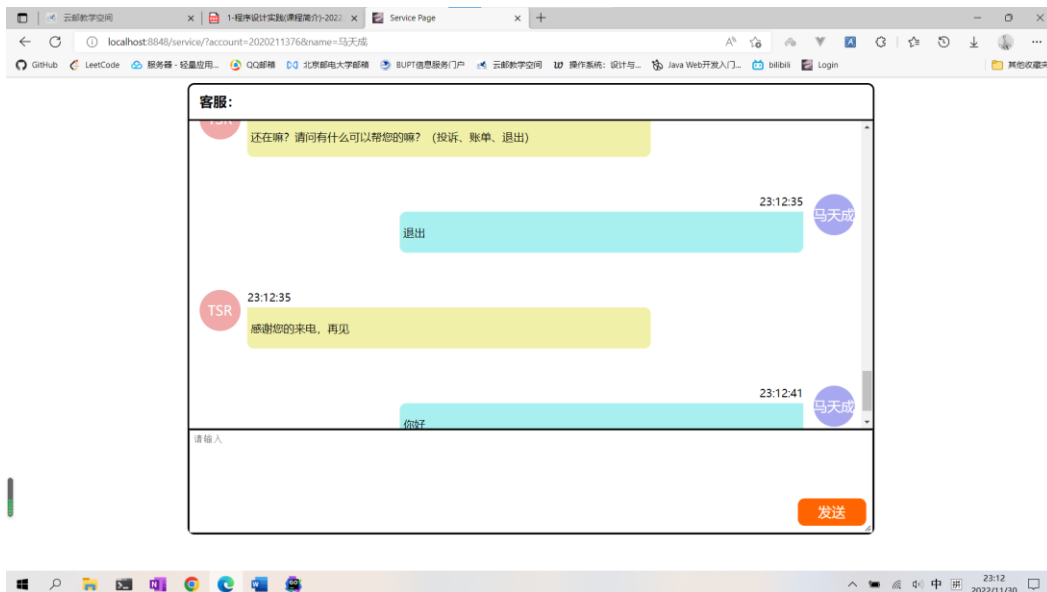 云邮教学空间
1-程序设计实践(课程简介)-2022.
Service Page
localhost:8848/service/?account=2020211376&name=马天成
GitHub
LeetCode
服务器 - 轻量应用...
QQ邮箱
北京邮电大学邮箱
BUPT信息服务门户
云邮教学空间
操作系统：设计与...
Java Web开发入门...
bilibili
Login
其他收藏夹
客服：
TSR
还在嘛？请问有什么可以帮您的嘛？（投诉、账单、退出）
23:12:35
马天成
退出
23:12:35
TSR
感谢您的来电，再见
23:12:41
马天成
你好
请输入
发送
中
拼
23:12
2022/11/30